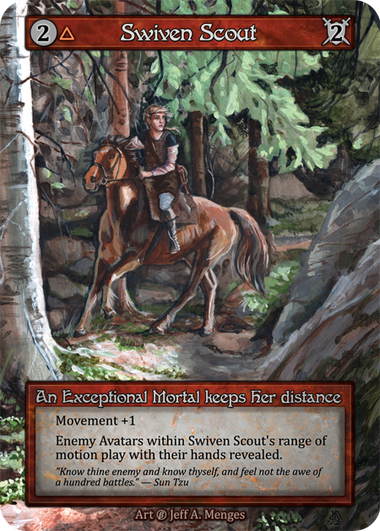 2 Swiven Scout 2
An Exceptional Mortal keeps Her distance
Movement +1
Enemy Avatars within Swiven Scout's range of
motion play with their hands revealed.
"Know thine enemy and know thyself, and feel not the awe of
a hundred battles." — Sun Tzu
Art @ Jeff A. Menges